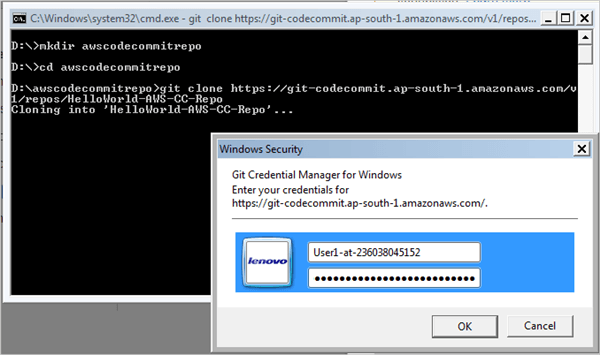 C:\Windows\system32\cmd.exe - git clone https://git-codecommit.ap-south-1.amazonaws.com/v1/repos...
D:\>mkdir awscodecommitrepo
D:\>cd awscodecommitrepo
D:\awscodecommitrepo>git clone https://git-codecommit.ap-south-1.amazonaws.com/v
1/repos/HelloWorld-AWS-CC-Repo
Cloning into 'HelloWorld-AWS-CC-Repo'...
Windows Security
Git Credential Manager for Windows
Enter your credentials for
https://git-codecommit.ap-south-1.amazonaws.com/.
lenovo
User1-at-236038045152
OK
Cancel